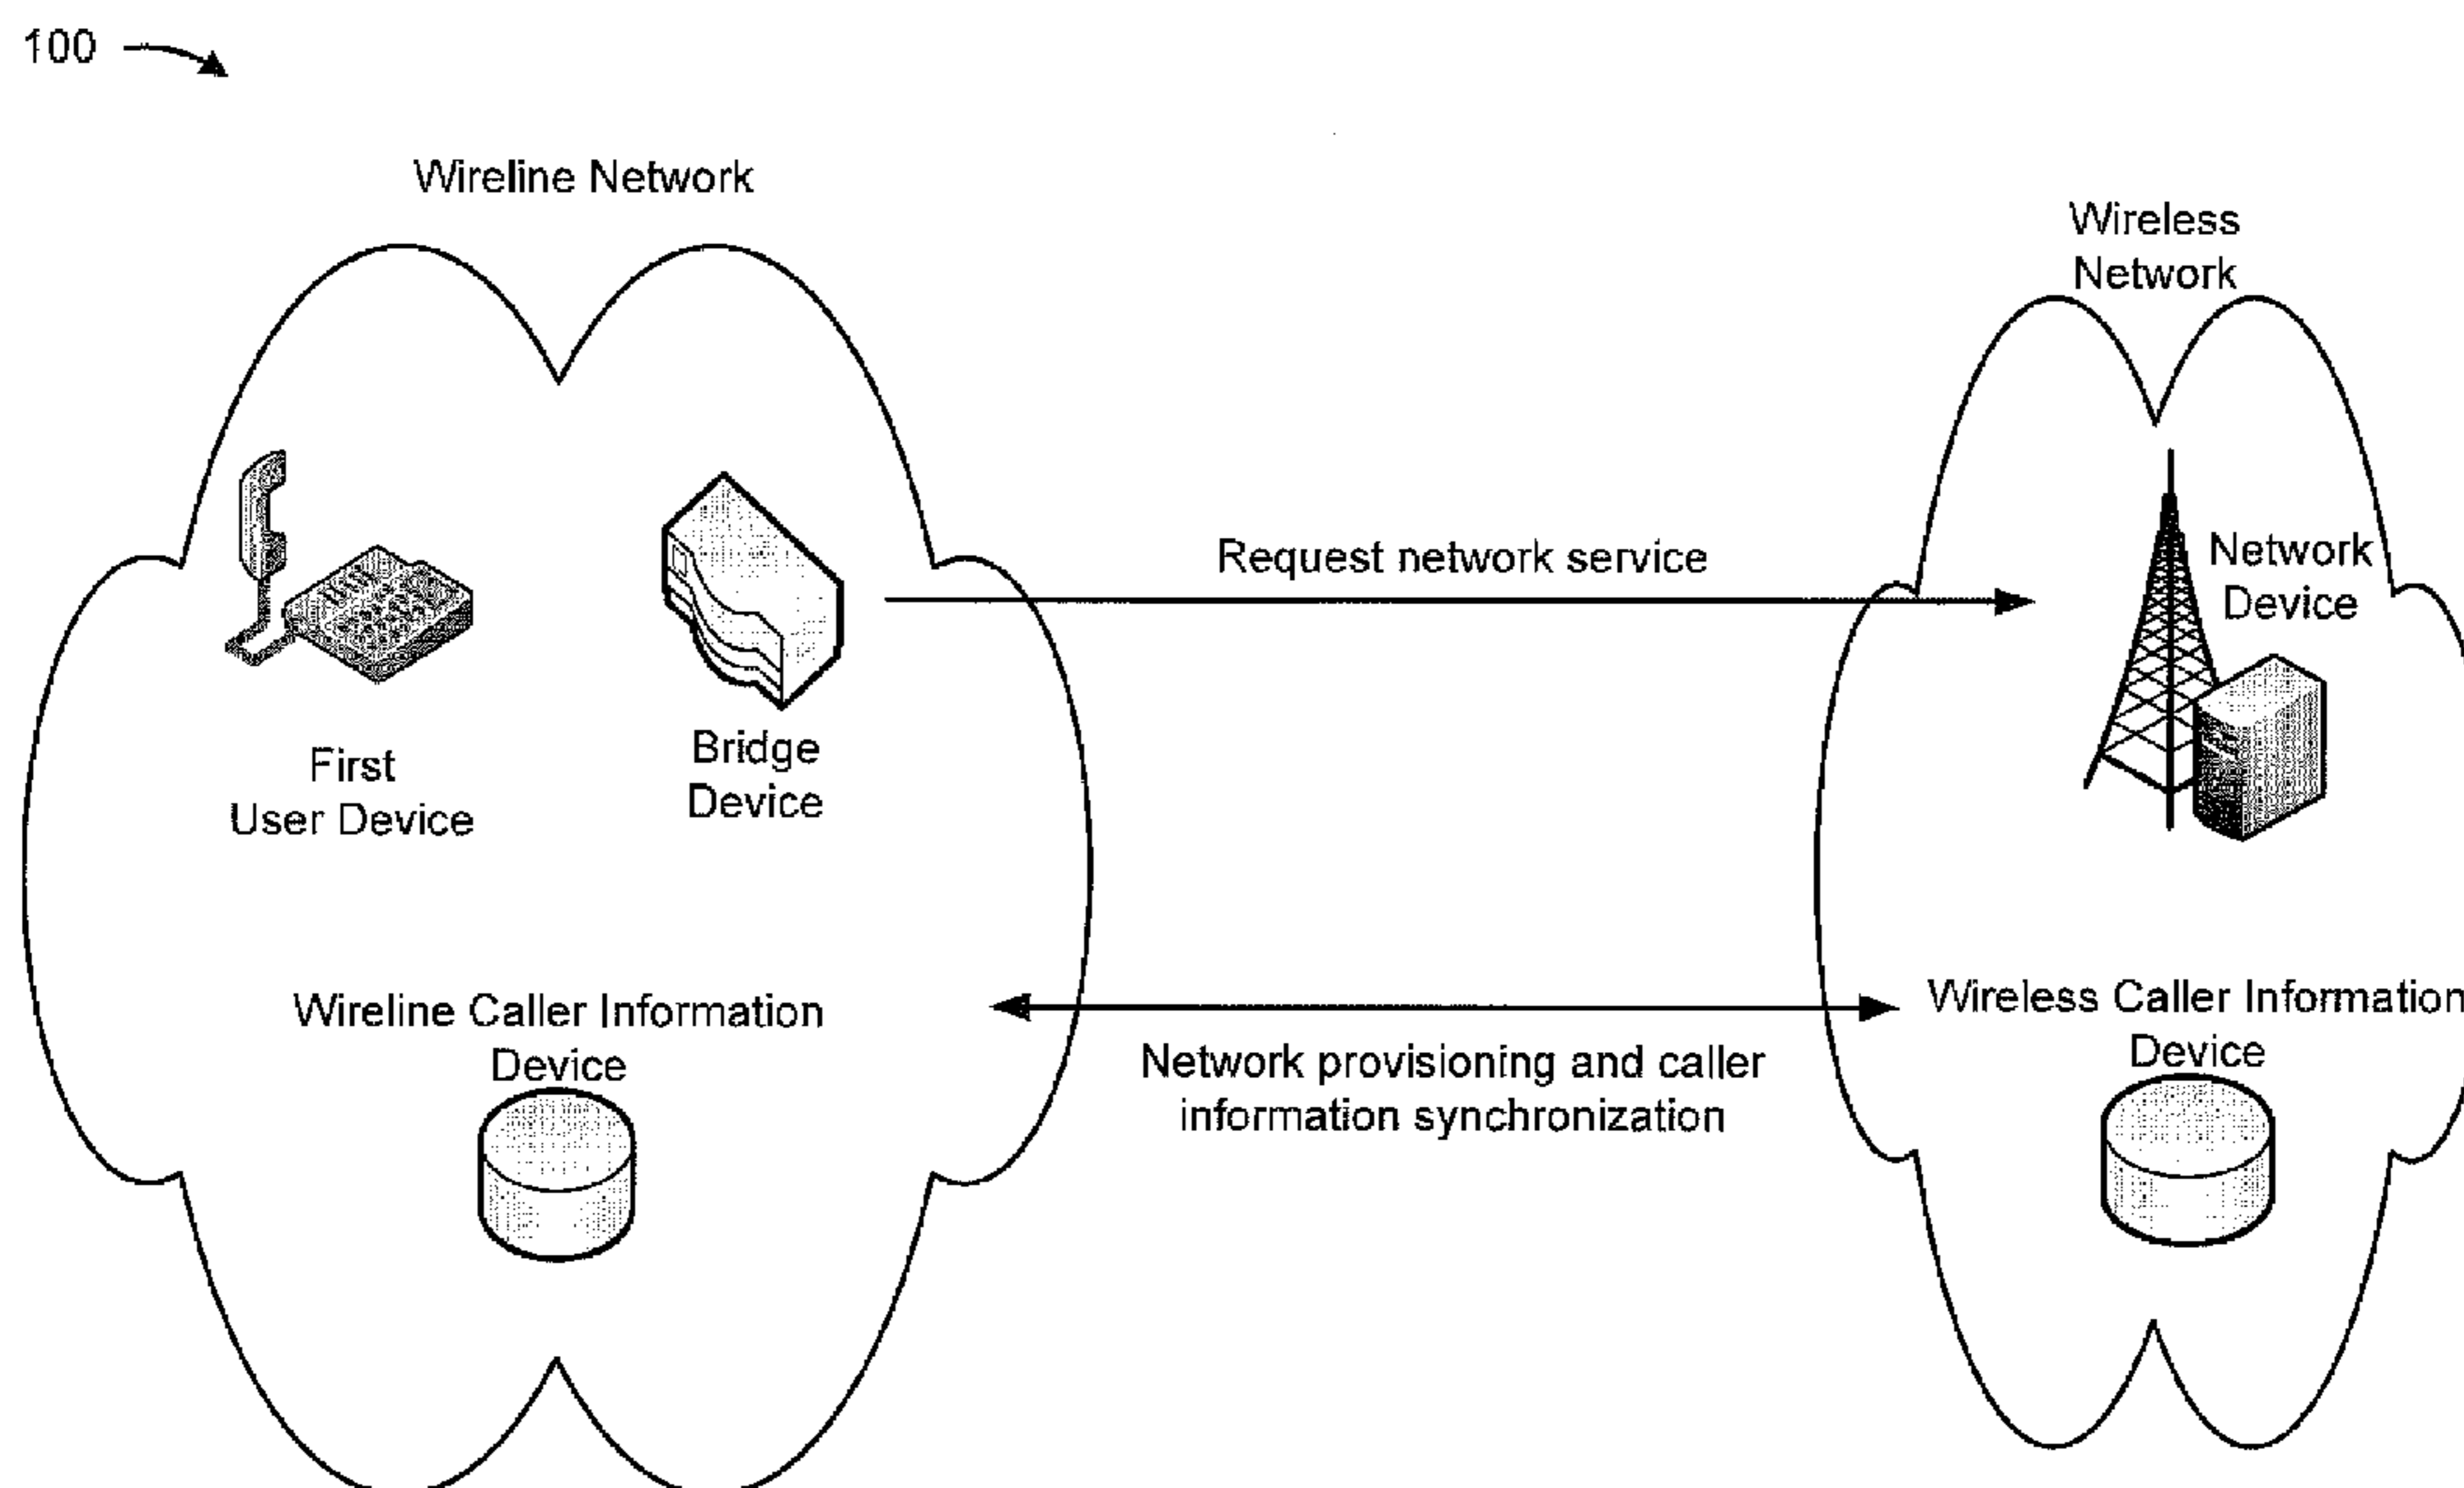 100
Wireline Network
Wireless
Network
Request network service
Network
Device
First
User Device
Bridge
Device
Wireline Caller Information
Device
Wireless Caller Information
Device
Network provisioning and caller
information synchronization